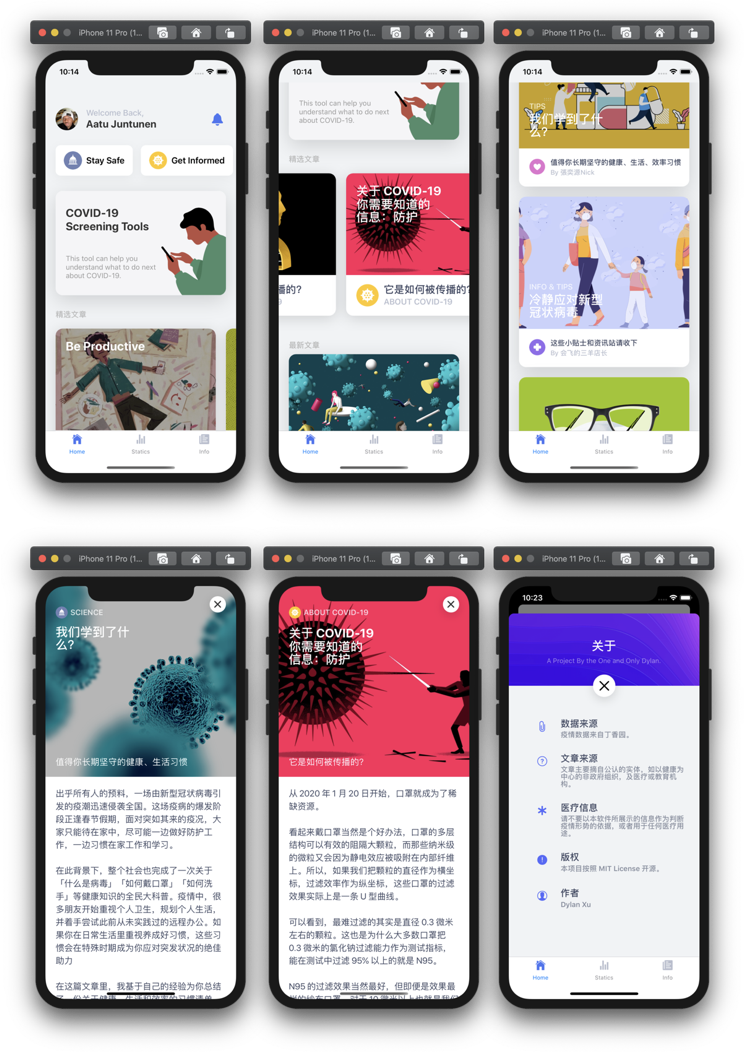 iPhone 11 Pro (1...
10:14
Welcome Back,
Aatu Juntunen
Stay Safe
Get Informed
COVID-19
Screening Tools
This tool can help you
understand what to do next
about COVID-19.
精选文章
Be Productive
Home
Statics
Info
iPhone 11 Pro (1...
10:14
This tool can help you
understand what to do next
about COVID-19.
精选文章
关于 COVID-19
你需要知道的
信息：防护
番的?
它是如何被传播的?
ABOUT COVID-19
最新文章
Home
Statics
Info
iPhone 11 Pro (1...
10:14
TIPS
我们学到了什
么？
值得你长期坚守的健康、生活、效率习惯
By 张奕源Nick
INFO & TIPS
冷静应对新型
冠状病毒
这些小贴士和资讯站请收下
By 会飞的三丰店长
Home
Statics
Info
iPhone 11 Pro (1...
SCIENCE
我们学到了什
么？
值得你长期坚守的健康、生活习惯
出乎所有人的预料，一场由新型冠状病毒引
发的疫潮迅速侵袭全国。这场疫病的爆发阶
段正逢春节假期，面对突如其来的疫况，大
家只能待在家中，尽可能一边做好防护工
作，一边习惯在家工作和学习。
在此背景下，整个社会也完成了一次关于
「什么是病毒」「如何戴口罩」「如何洗
手」等健康知识的全民大科普。疫情中，很
多朋友开始重视个人卫生，规划个人生活，
并着手尝试此前从未实践过的远程办公。如
果你在日常生活里重视养成好习惯，这些习
惯会在特殊时期成为你应对突发状况的绝佳
助力
在这篇文章里，我基于自己的经验为你总结
iPhone 11 Pro (1...
ABOUT COVID-19
关于 COVID-19
你需要知道的
信息：防护
它是如何被传播的?
从 2020 年 1 月 20 日开始，口罩就成为了稀
缺资源。
看起来戴口罩当然是个好办法，口罩的多层
结构可以有效的阻隔大颗粒，而那些纳米级
的微粒又会因为静电效应被吸附在内部纤维
上。所以，如果我们把颗粒的直径作为横坐
标，过滤效率作为纵坐标，这些口罩的过滤
效果实际上是一条 U 型曲线。
可以看到，最难过滤的其实是直径 0.3 微米
左右的颗粒。这也是为什么大多数口罩把
0.3 微米的氯化钠过滤能力作为测试指标，
能在测试中过滤 95% 以上的就是 N95。
N95 的过滤效果当然最好，但即便是效果最
iPhone 11 Pro (1...
10:23
关于
A Project By the One and Only Dylan.
数据来源
疫情数据来自丁香园。
文章来源
文章主要摘自公认的实体，如以健康为
中心的非政府组织，及医疗或教育机
构。
医疗信息
请不要以本软件所展示的信息作为判断
疫情形势的依据，或者用于任何医疗用
途。
版权
本项目按照 MIT License 开源。
作者
Dylan Xu
Home
Statics
Info